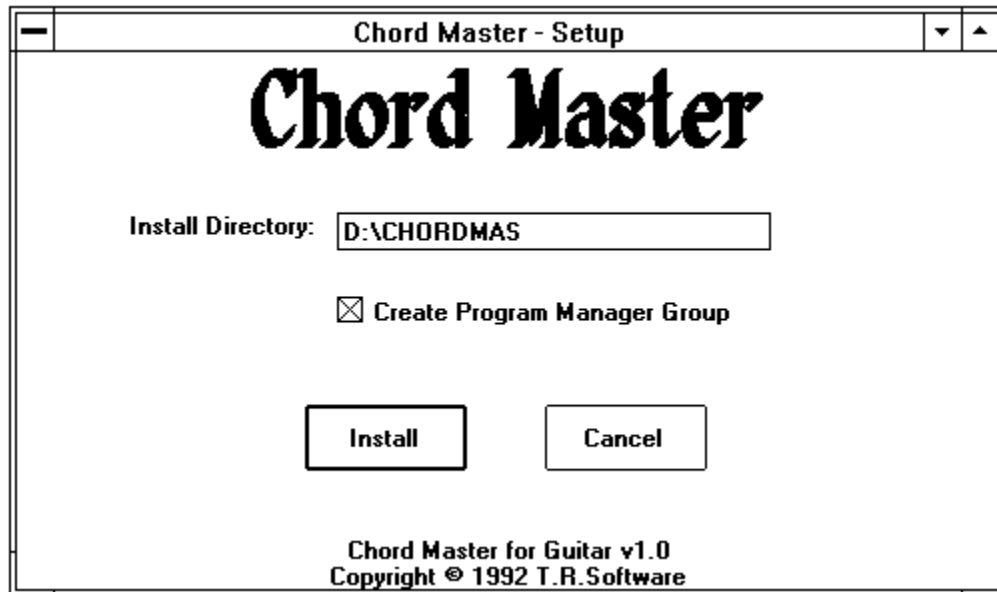 Chord Master - Setup
Chord Master
Install Directory: D:\CHORDMAS
Create Program Manager Group
Install Cancel
Chord Master for Guitar v1.0
Copyright © 1992 T.R.Software